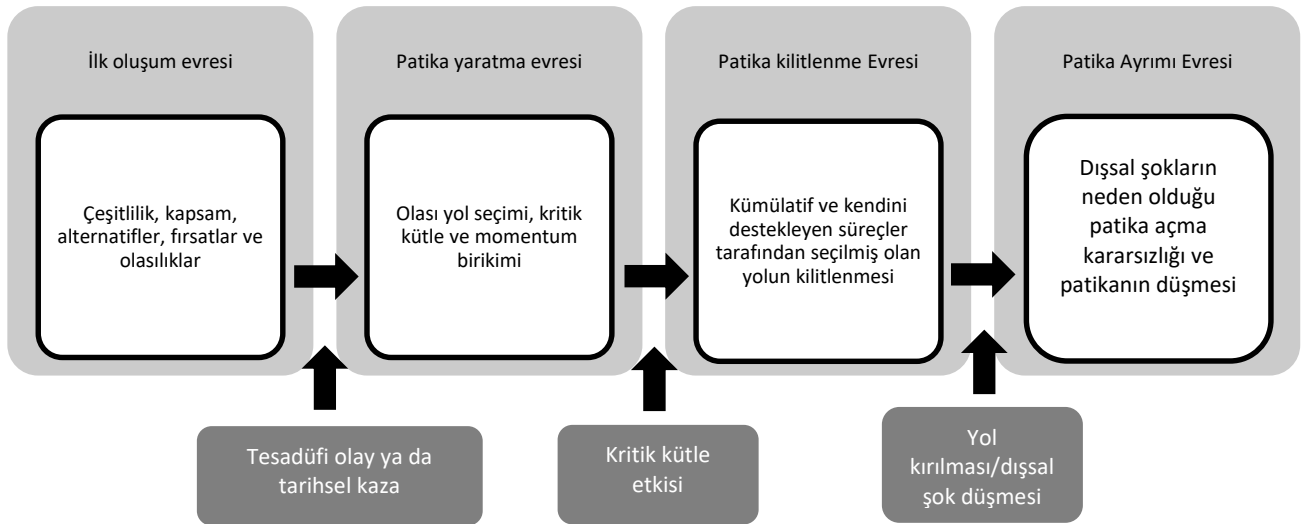 İlk oluşum evresi
Çeşitlilik, kapsam,
alternatifler, fırsatlar ve
olasılıklar
Patika yaratma evresi
Olası yol seçimi, kritik
kütle ve momentum
birikimi
Patika kilitlenme Evresi
Kümülatif ve kendini
destekleyen süreçler
tarafından seçilmiş olan
yolun kilitlenmesi
Patika Ayrımı Evresi
Dışsal şokların
neden olduğu
patika açma
kararsızlığı ve
patikanın düşmesi
Tesadüfi olay ya da
tarihsel kaza
Kritik kütle
etkisi
Yol
kırılması/dışsal
şok düşmesi